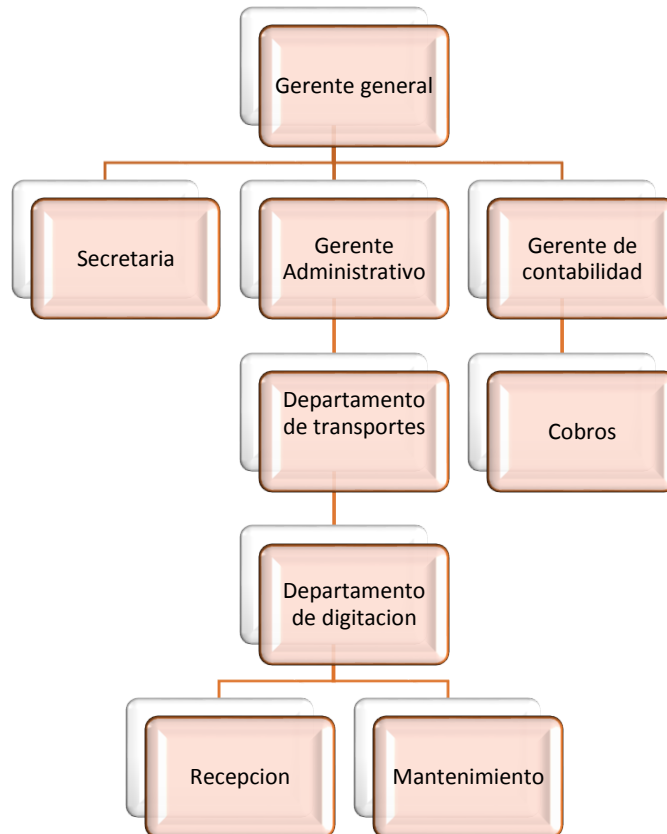 Gerente general
Secretaria
Gerente
Administrativo
Gerente de
contabilidad
Departamento
de transportes
Cobros
Departamento
de digitacion
Recepcion
Mantenimiento